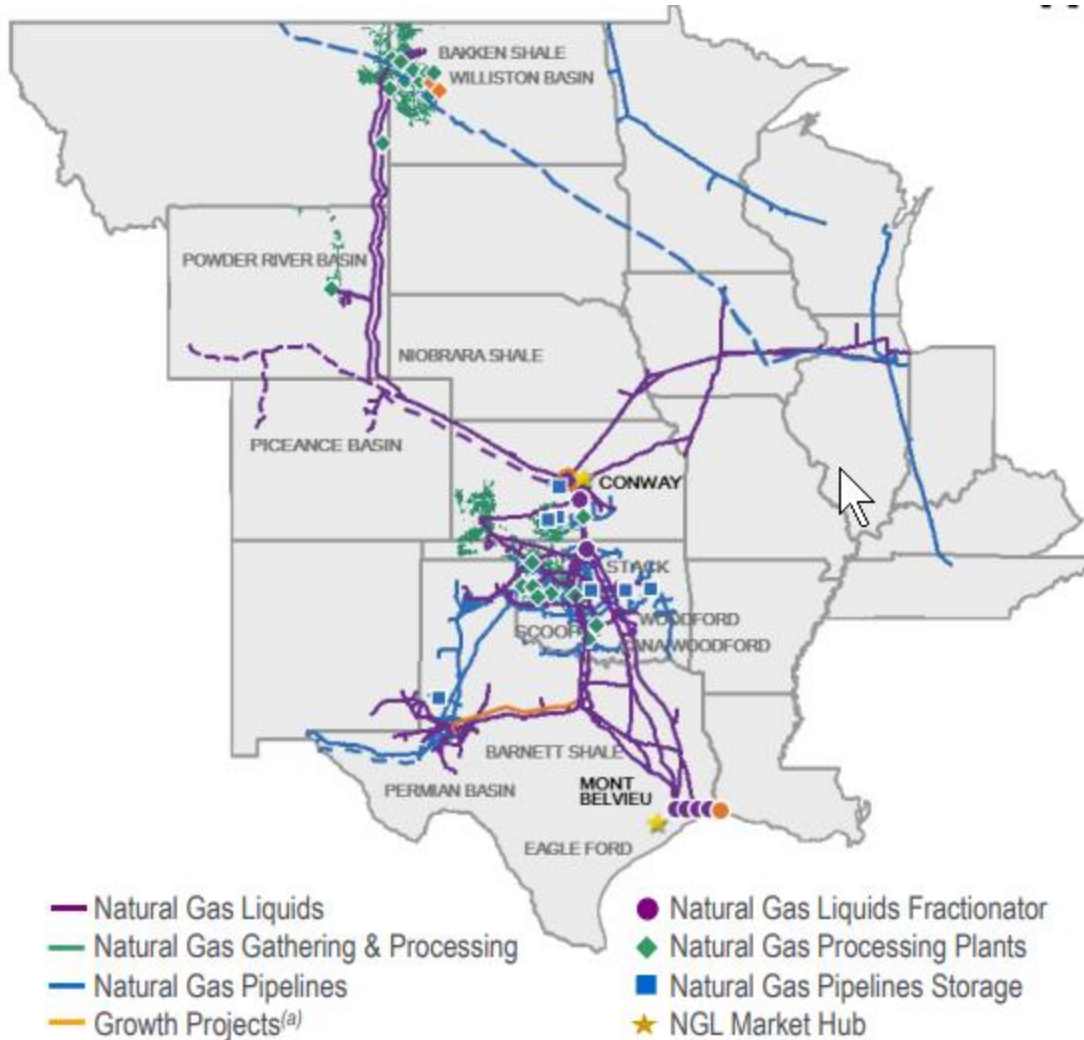 BAKKEN SHALE
WILLISTON BASIN
POWDER RIVER BASIN
NIOBRARA SHALE
PICEANCE BASIN
CONWAY
STACK
WOODFORD
SCOOP
CANA WOODFORD
BARNETT SHALE
PERMIAN BASIN
MONT
BELVIEU
EAGLE FORD
Natural Gas Liquids
Natural Gas Gathering & Processing
Natural Gas Pipelines
Growth Projects(a)
Natural Gas Liquids Fractionator
Natural Gas Processing Plants
Natural Gas Pipelines Storage
NGL Market Hub